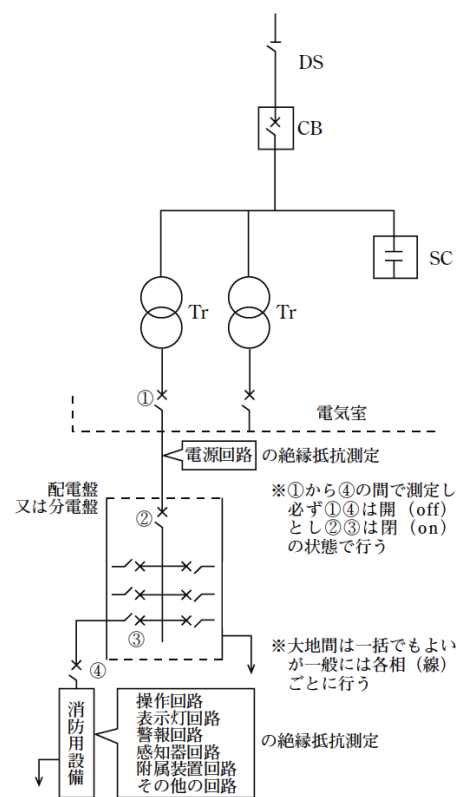 DS
CB
SC
Tr
Tr
①
電気室
電源回路 の絶縁抵抗測定
配電盤
又は分電盤
②
※①から④の間で測定し
必ず①④は開（off）
とし②③は閉（on）
の状態で行う
③
※大地間は一括でもよい
が一般には各相（線）
ごとに行う
④
消防用設備
操作回路
表示灯回路
警報回路
感知器回路
附属装置回路
その他の回路
の絶縁抵抗測定